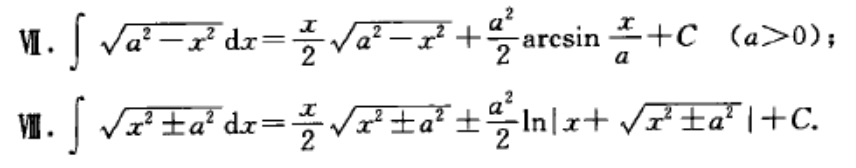 Ⅶ. ∫ √(a² − x²) dx = x/2 √(a² − x²) + a²/2 arcsin x/a + C (a>0);
Ⅷ. ∫ √(x² ± a²) dx = x/2 √(x² ± a²) ± a²/2 ln|x + √(x² ± a²)| + C.